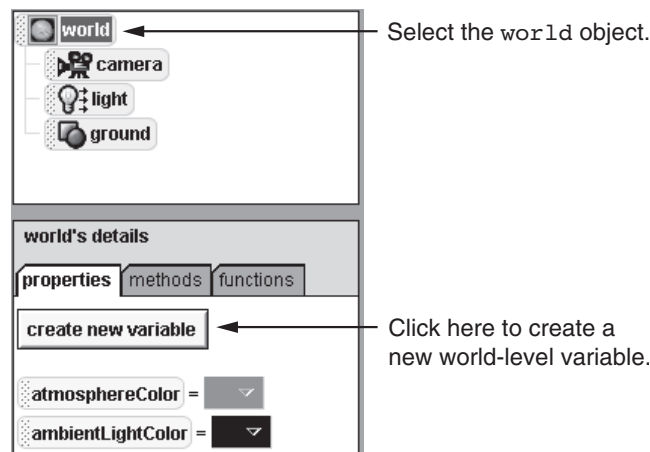 world
Select the world object.
camera
light
ground
world's details
properties methods functions
create new variable
Click here to create a
new world-level variable.
atmosphereColor =
ambientLightColor =